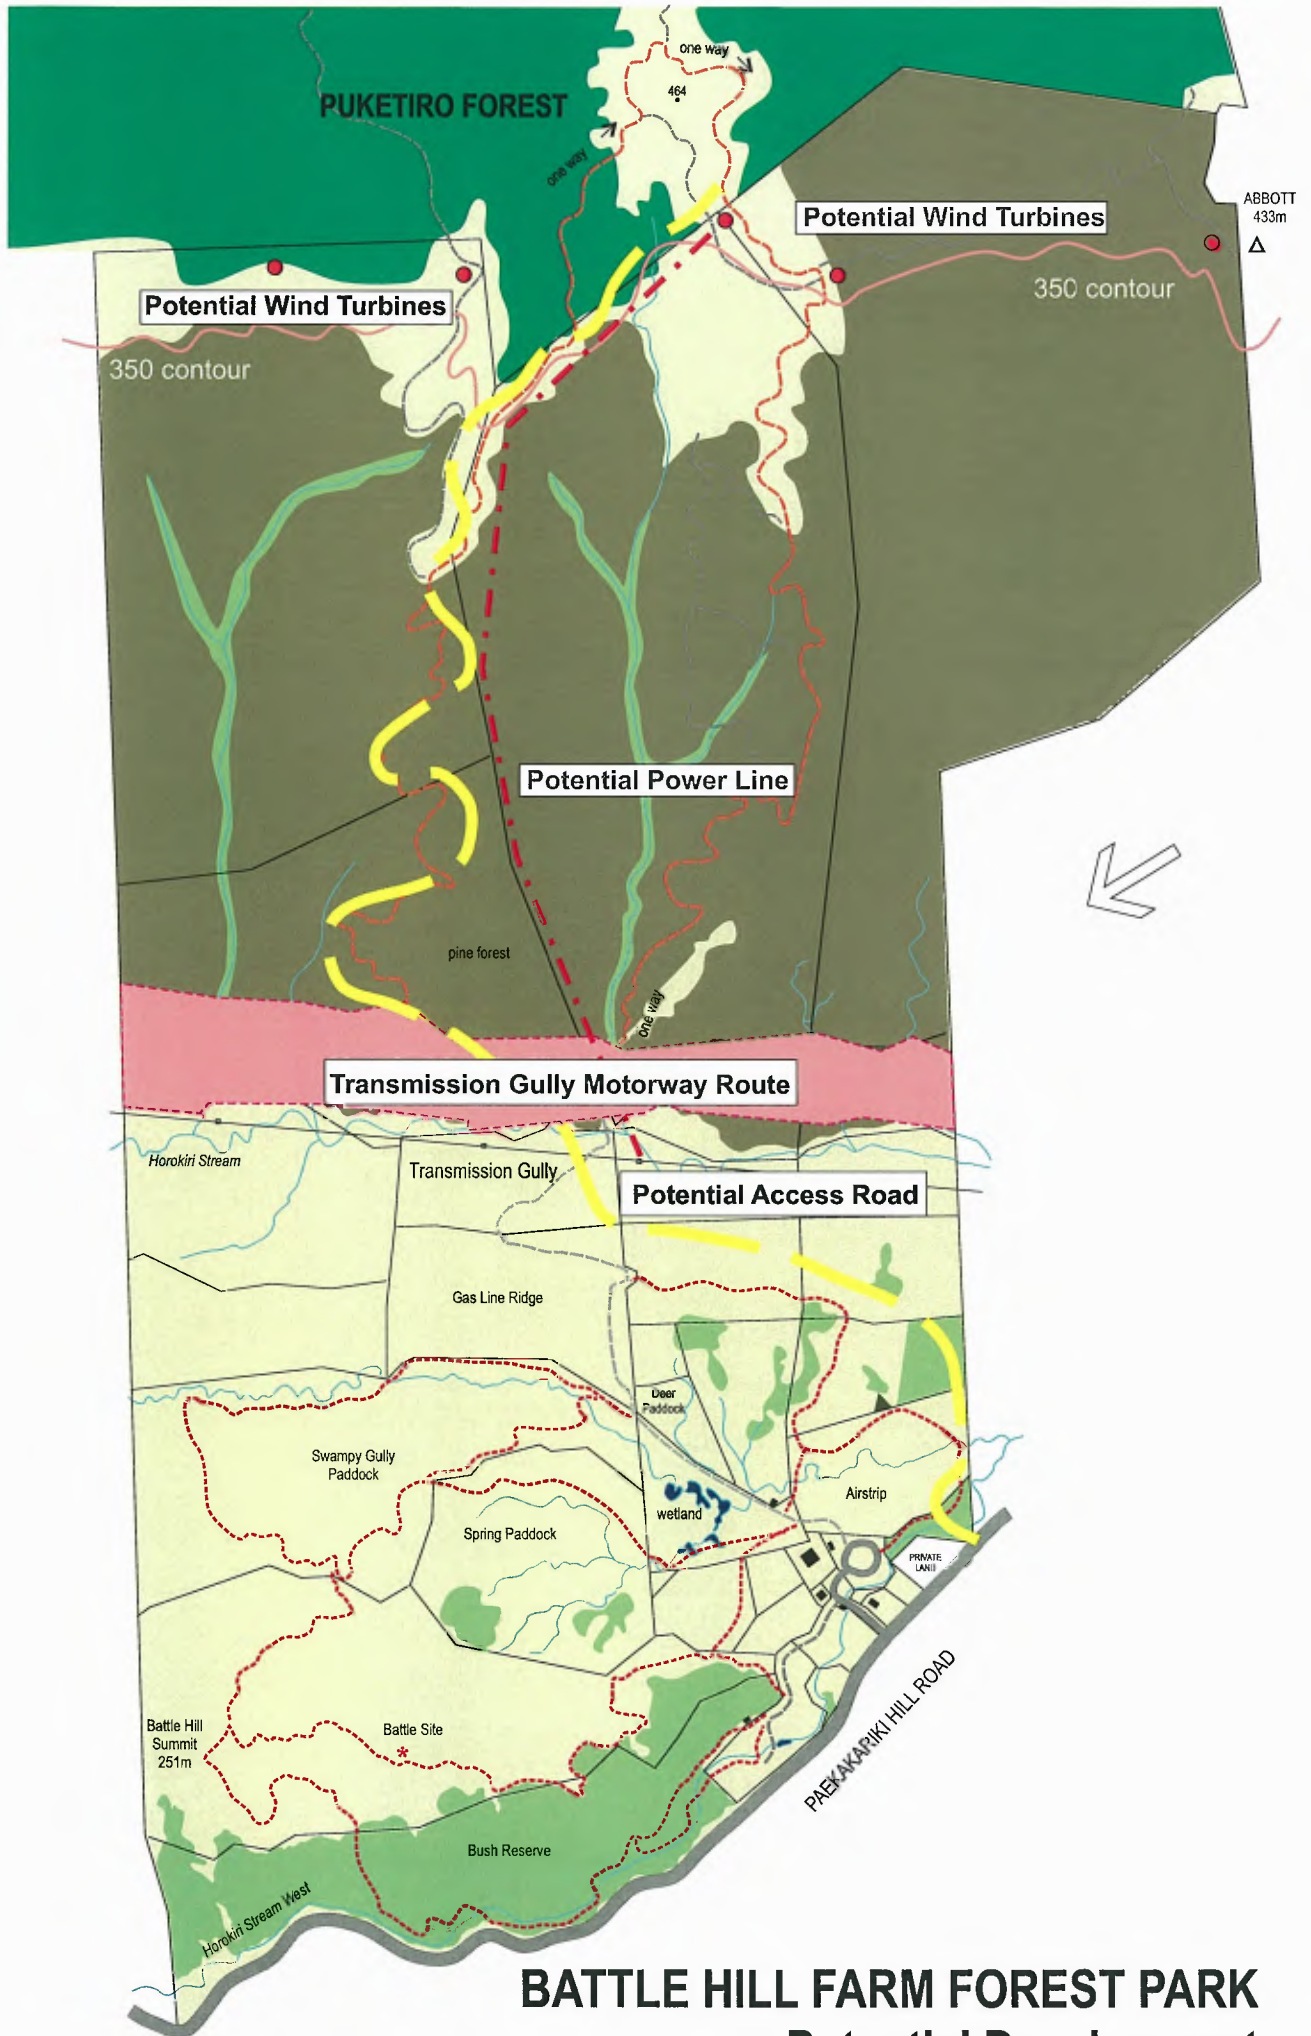 one way
464
PUKETIRO FOREST
one way
ABBOTT
433m
Potential Wind Turbines
Potential Wind Turbines
350 contour
350 contour
Potential Power Line
pine forest
one way
Transmission Gully Motorway Route
Horokiri Stream
Transmission Gully
Potential Access Road
Gas Line Ridge
Deer
Paddock
Swampy Gully
Paddock
Airstrip
wetland
Spring Paddock
PRIVATE
LAND
PAEKAKARIKI HILL ROAD
Battle Hill
Summit
251m
Battle Site
*
Bush Reserve
Horokiri Stream West
BATTLE HILL FARM FOREST PARK